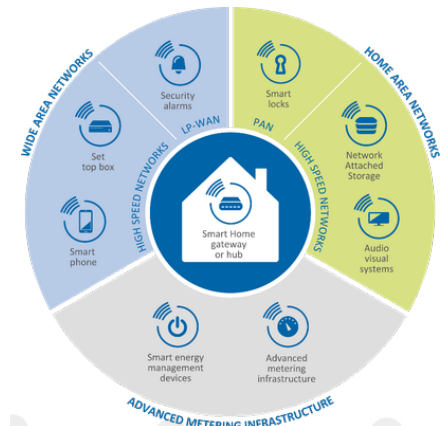 WIDE AREA NETWORKS
HOME AREA NETWORKS
Security
alarms
Smart
locks
LP-WAN
PAN
Set
top box
Network
Attached
Storage
HIGH SPEED NETWORKS
HIGH SPEED NETWORKS
Smart
phone
Smart Home
gateway
or hub
Audio
visual
systems
Smart energy
management
devices
Advanced
metering
infrastructure
ADVANCED METERING INFRASTRUCTURE